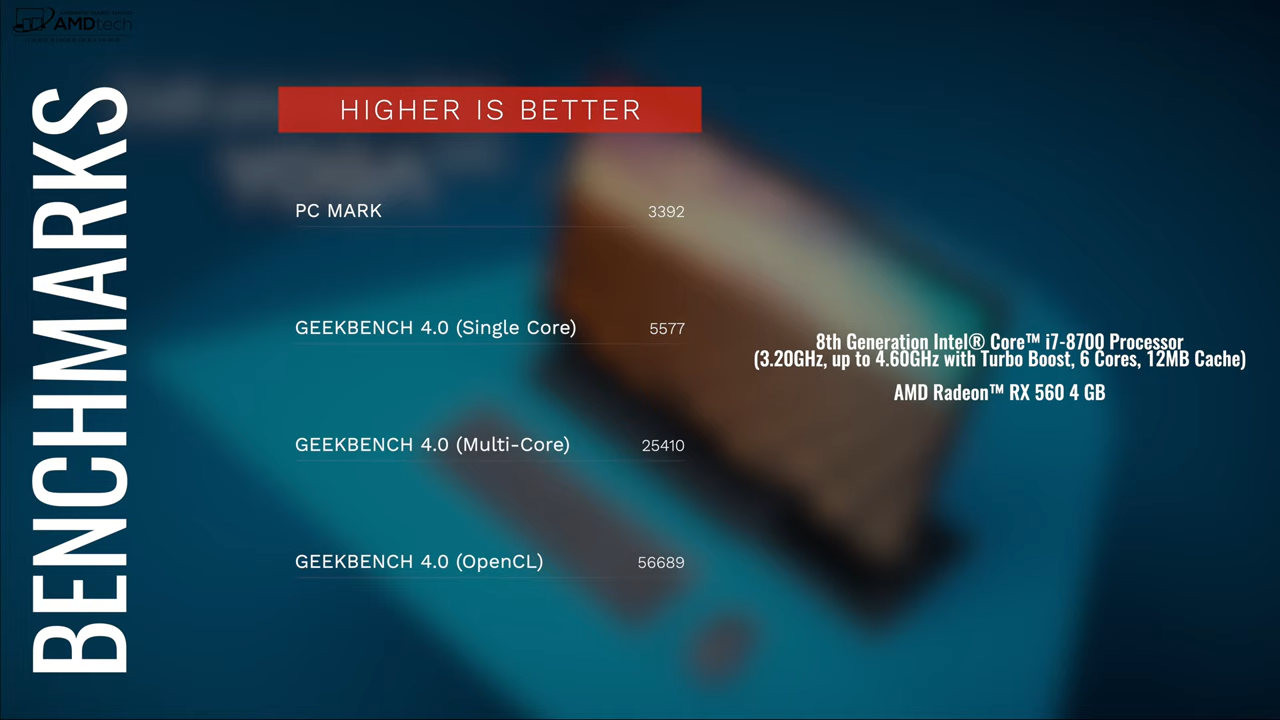 AMDtech
BENCHMARKS
HIGHER IS BETTER
PC MARK 3392
GEEKBENCH 4.0 (Single Core) 5577
GEEKBENCH 4.0 (Multi-Core) 25410
GEEKBENCH 4.0 (OpenCL) 56689
8th Generation Intel® Core™ i7-8700 Processor
(3.20GHz, up to 4.60GHz with Turbo Boost, 6 Cores, 12MB Cache)
AMD Radeon™ RX 560 4 GB